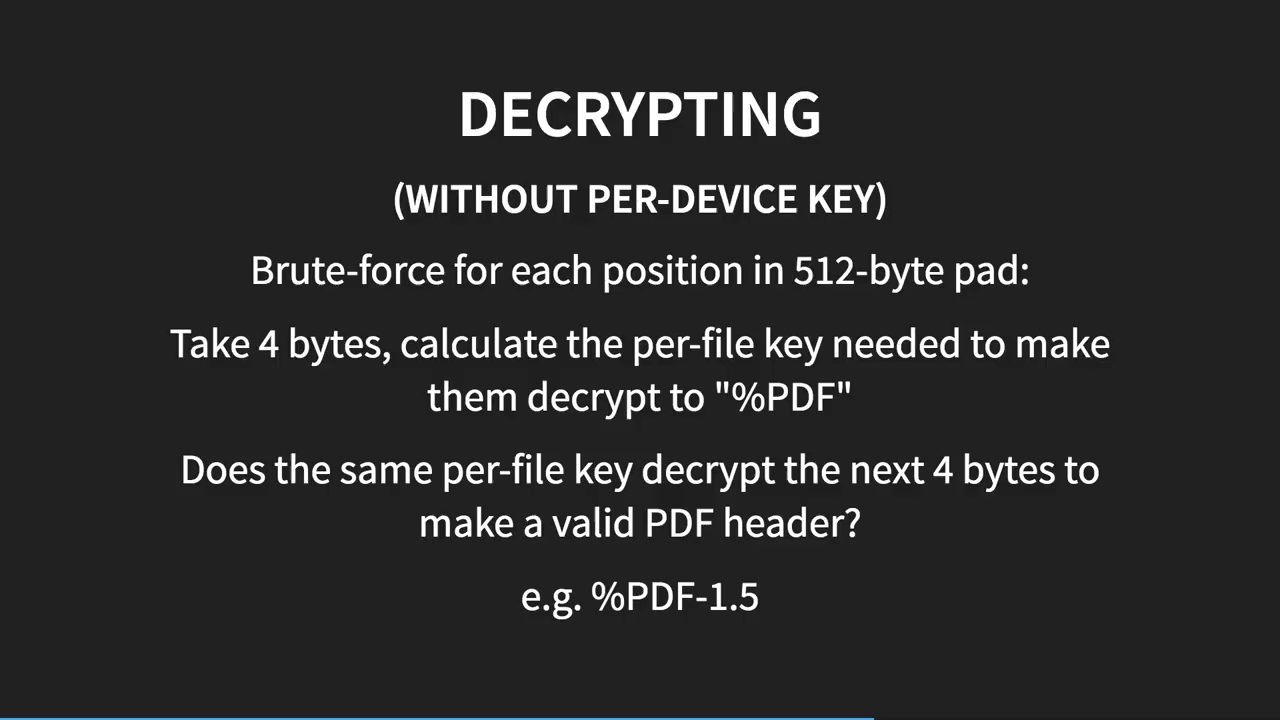 DECRYPTING
(WITHOUT PER-DEVICE KEY)
Brute-force for each position in 512-byte pad:
Take 4 bytes, calculate the per-file key needed to make
them decrypt to "%PDF"
Does the same per-file key decrypt the next 4 bytes to
make a valid PDF header?
e.g. %PDF-1.5